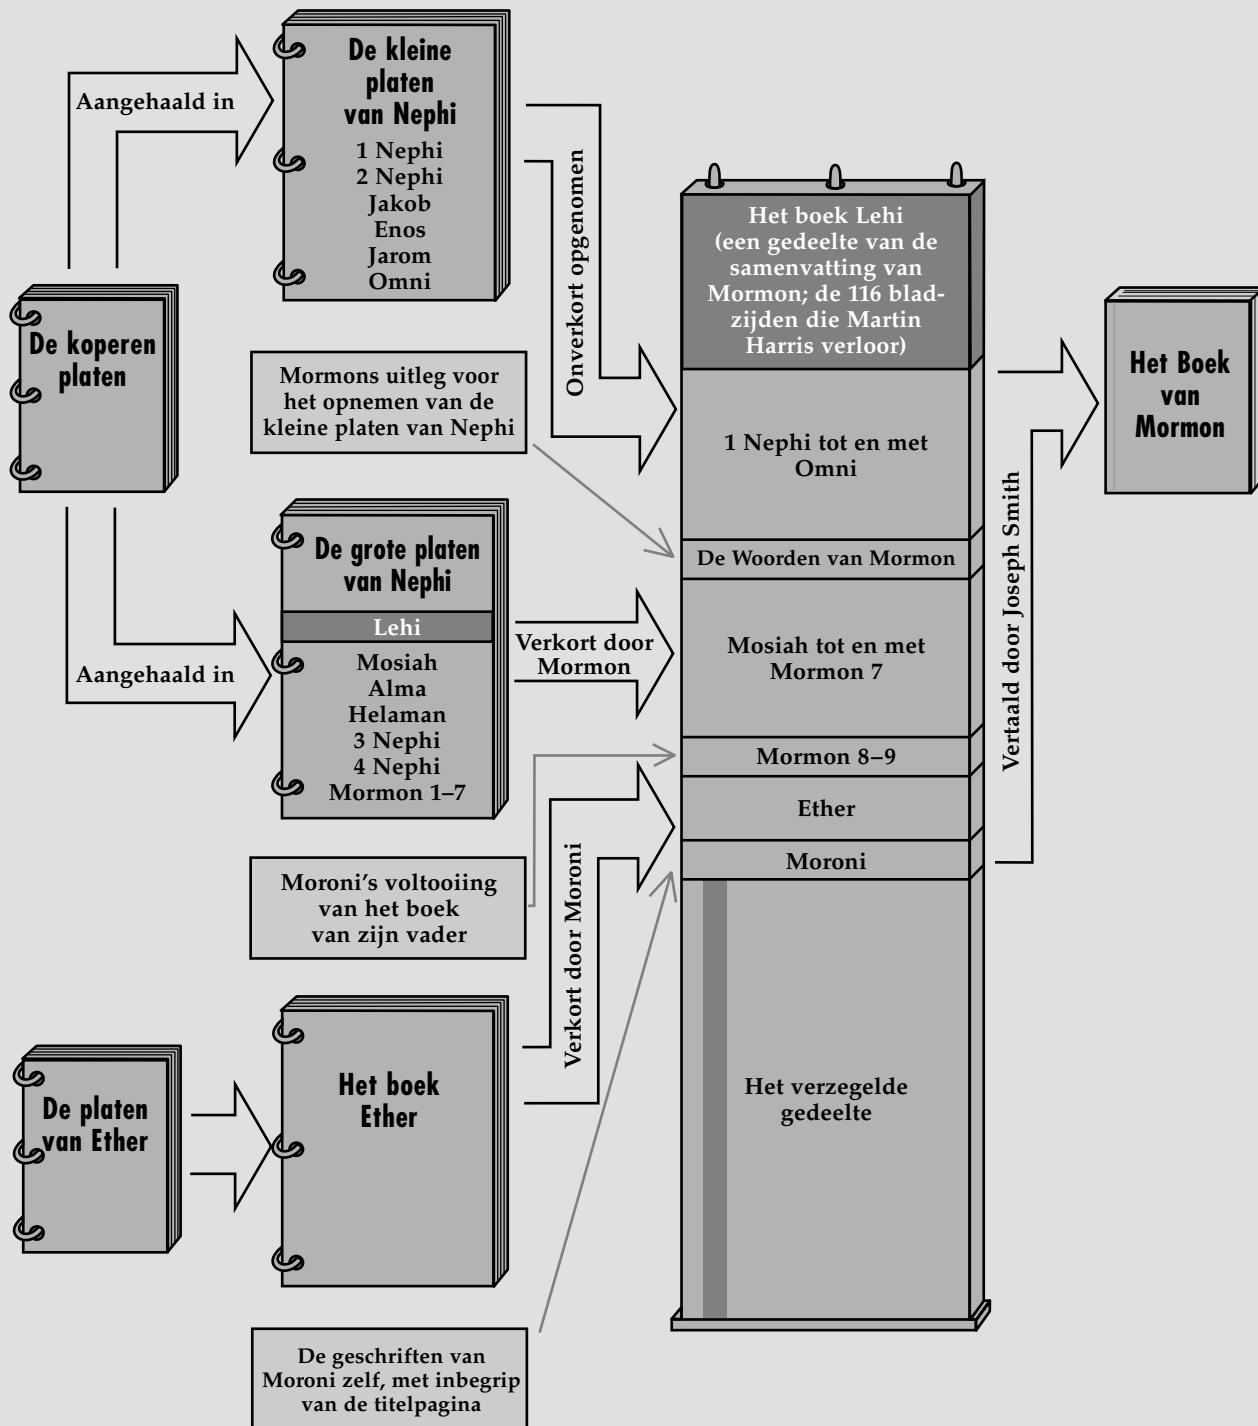 De kleine
platen
van Nephi
1 Nephi
2 Nephi
Jakob
Enos
Jarom
Omni
Aangehaald in
Onverkort opgenomen
De koperen
platen
Mormons uitleg voor
het opnemen van de
kleine platen van Nephi
De grote platen
van Nephi
Lehi
Mosiah
Alma
Helaman
3 Nephi
4 Nephi
Mormon 1–7
Aangehaald in
Verkort door
Mormon
Moroni's voltooiing
van het boek
van zijn vader
Verkort door Moroni
De platen
van Ether
Het boek
Ether
De geschriften van
Moroni zelf, met inbegrip
van de titelpagina
Het boek Lehi
(een gedeelte van de
samenvatting van
Mormon; de 116 blad-
zijden die Martin
Harris verloor)
1 Nephi tot en met
Omni
De Woorden van Mormon
Mosiah tot en met
Mormon 7
Mormon 8–9
Ether
Moroni
Het verzegelde
gedeelte
Vertaald door Joseph Smith
Het Boek
van
Mormon